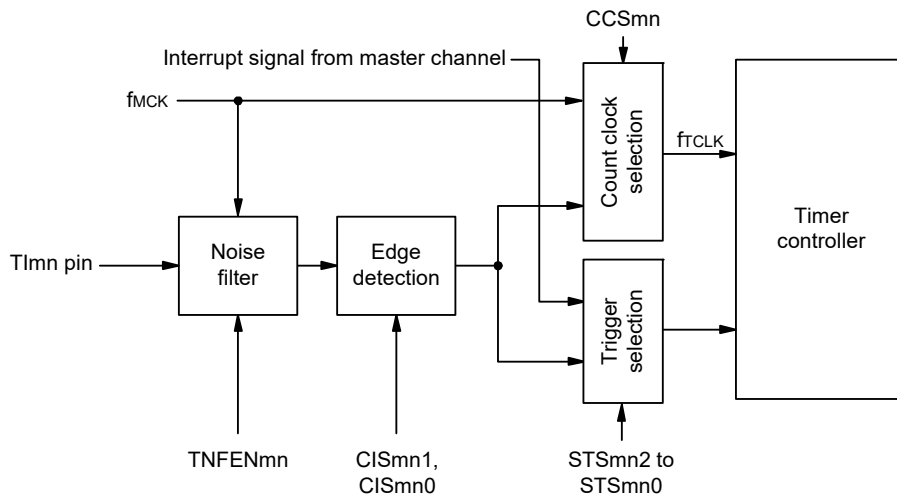 CCSmn
Interrupt signal from master channel
fMCK
Count clock
selection
fTCLK
Timer
controller
TImn pin
Noise
filter
Edge
detection
Trigger
selection
TNFENmn
CISmn1,
CISmn0
STSmn2 to
STSmn0